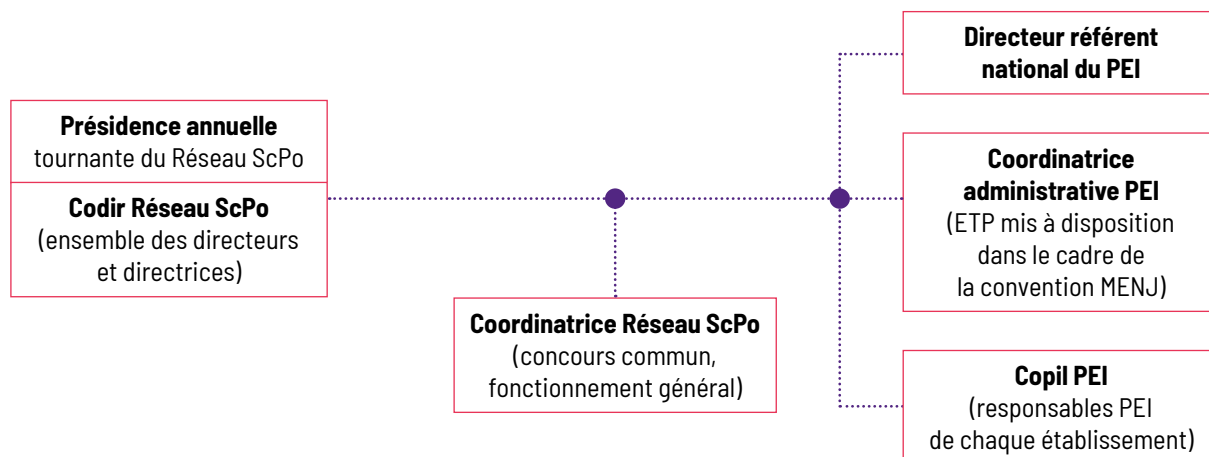 Présidence annuelle
tournante du Réseau ScPo
Codir Réseau ScPo
(ensemble des directeurs
et directrices)
Coordinatrice Réseau ScPo
(concours commun,
fonctionnement général)
Directeur référent
national du PEI
Coordinatrice
administrative PEI
(ETP mis à disposition
dans le cadre de
la convention MENJ)
Copil PEI
(responsables PEI
de chaque établissement)